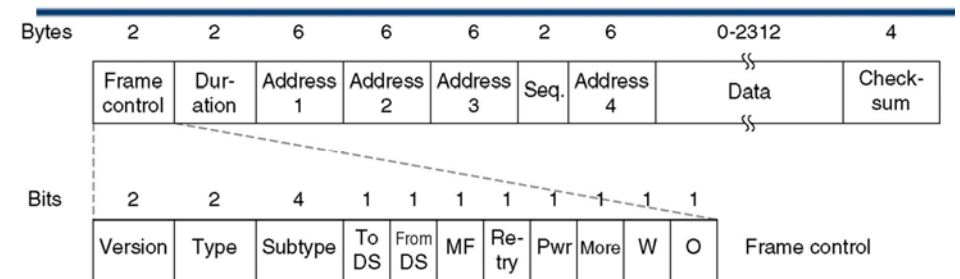 Bytes 2 2 6 6 6 2 6 0-2312 4
Frame control Dur-ation Address 1 Address 2 Address 3 Seq. Address 4 Data Check-sum
Bits 2 2 4 1 1 1 1 1 1 1 1
Version Type Subtype To DS From DS MF Re-try Pwr More W O Frame control